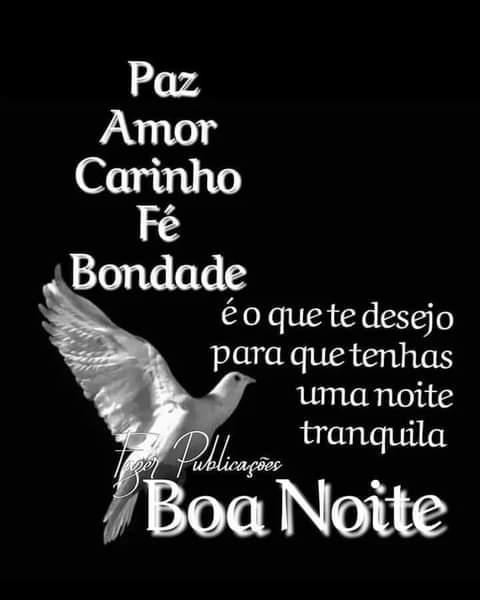 Paz
Amor
Carinho
Fé
Bondade
é o que te desejo
para que tenhas
uma noite
tranquila
Fazer Publicações
Boa Noite